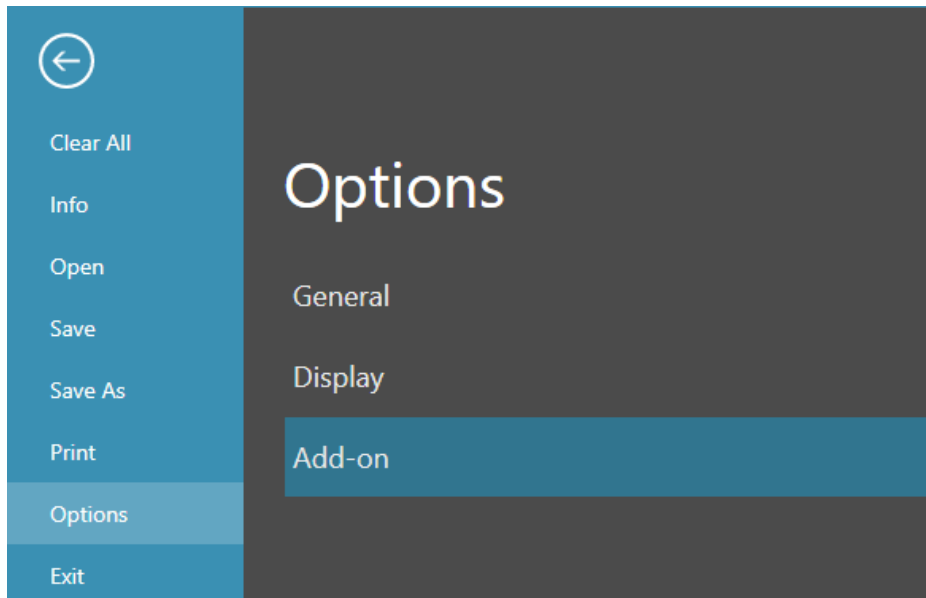 Clear All
Info
Open
Save
Save As
Print
Options
Exit
Options
General
Display
Add-on